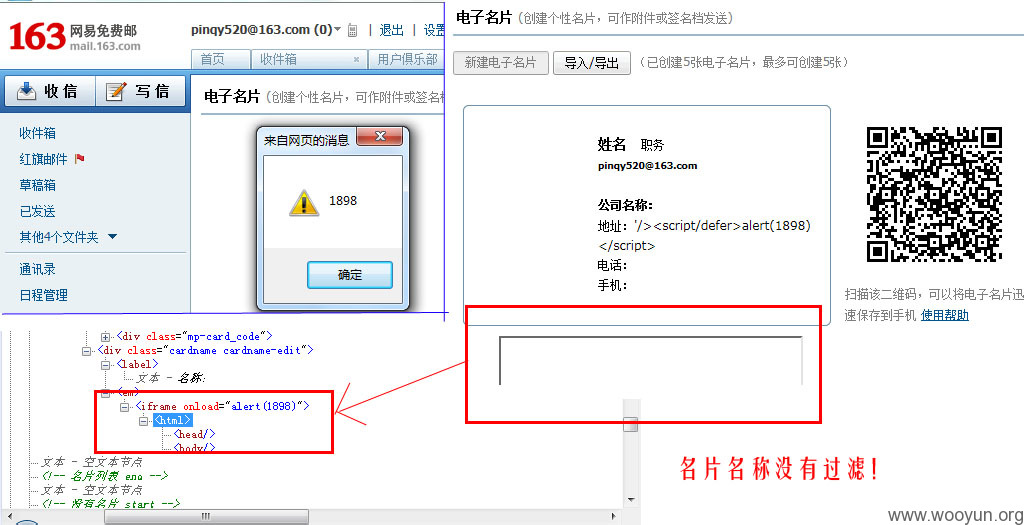 163 网易免费邮
mail.163.com
pinqy520@163.com (0) | 退出 | 设置
首页 收件箱 × 用户俱乐部
收信 写信
收件箱
红旗邮件
草稿箱
已发送
其他4个文件夹
通讯录
日程管理
电子名片 (创建个性名片，可作附件或签名档
来自网页的消息
1898
确定
电子名片 (创建个性名片，可作附件或签名档发送)
新建电子名片 导入/导出 (已创建5张电子名片，最多可创建5张)
姓名 职务
pinqy520@163.com
公司名称：
地址：'/><script/defer>alert(1898)
</script>
电话：
手机：
扫描该二维码，可以将电子名片迅
速保存到手机 使用帮助
<div class="mp-card_code">
<div class="cardname cardname-edit">
<label>
文本 - 名称:
<em>
<iframe onload="alert(1898)">
<html>
<head/>
<body/>
文本 - 空文本节点
<!-- 名片列表 end -->
文本 - 空文本节点
<!-- 没有名片 start -->
名片名称没有过滤!
www.wooyun.org